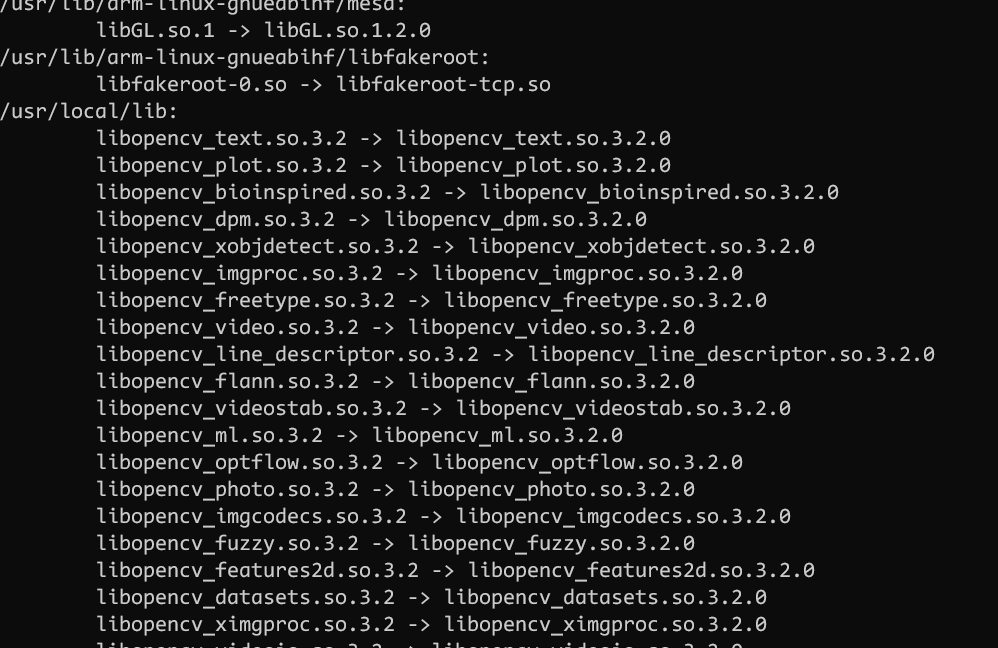 /usr/lib/arm-linux-gnueabihf/mesa:
libGL.so.1 -> libGL.so.1.2.0
/usr/lib/arm-linux-gnueabihf/libfakeroot:
libfakeroot-0.so -> libfakeroot-tcp.so
/usr/local/lib:
libopencv_text.so.3.2 -> libopencv_text.so.3.2.0
libopencv_plot.so.3.2 -> libopencv_plot.so.3.2.0
libopencv_bioinspired.so.3.2 -> libopencv_bioinspired.so.3.2.0
libopencv_dpm.so.3.2 -> libopencv_dpm.so.3.2.0
libopencv_xobjdetect.so.3.2 -> libopencv_xobjdetect.so.3.2.0
libopencv_imgproc.so.3.2 -> libopencv_imgproc.so.3.2.0
libopencv_freetype.so.3.2 -> libopencv_freetype.so.3.2.0
libopencv_video.so.3.2 -> libopencv_video.so.3.2.0
libopencv_line_descriptor.so.3.2 -> libopencv_line_descriptor.so.3.2.0
libopencv_flann.so.3.2 -> libopencv_flann.so.3.2.0
libopencv_videostab.so.3.2 -> libopencv_videostab.so.3.2.0
libopencv_ml.so.3.2 -> libopencv_ml.so.3.2.0
libopencv_optflow.so.3.2 -> libopencv_optflow.so.3.2.0
libopencv_photo.so.3.2 -> libopencv_photo.so.3.2.0
libopencv_imgcodecs.so.3.2 -> libopencv_imgcodecs.so.3.2.0
libopencv_fuzzy.so.3.2 -> libopencv_fuzzy.so.3.2.0
libopencv_features2d.so.3.2 -> libopencv_features2d.so.3.2.0
libopencv_datasets.so.3.2 -> libopencv_datasets.so.3.2.0
libopencv_ximgproc.so.3.2 -> libopencv_ximgproc.so.3.2.0